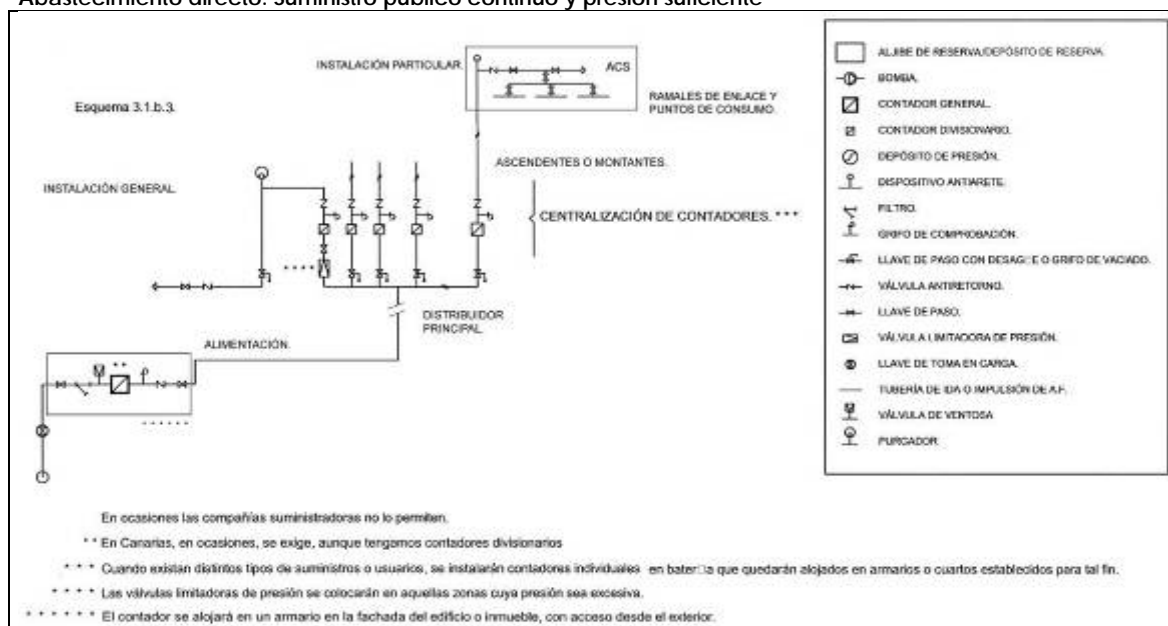 Abastecimiento directo. Suministro público continuo y presión suficiente
INSTALACIÓN PARTICULAR.
ACS
RAMALES DE ENLACE Y
PUNTOS DE CONSUMO.
Esquema 3.1.b.3.
ASCENDENTES O MONTANTES.
INSTALACIÓN GENERAL.
CENTRALIZACIÓN DE CONTADORES. * * *
* * * *
DISTRIBUIDOR
PRINCIPAL
ALIMENTACIÓN.
* *
* * * * * *
ALJIBE DE RESERVA/DEPÓSITO DE RESERVA.
BOMBA.
CONTADOR GENERAL.
CONTADOR DIVISIONARIO.
DEPÓSITO DE PRESIÓN.
DISPOSITIVO ANTIARETE.
FILTRO.
GRIFO DE COMPROBACIÓN.
LLAVE DE PASO CON DESAG□E O GRIFO DE VACIADO.
VÁLVULA ANTIRETORNO.
LLAVE DE PASO.
VÁLVULA LIMITADORA DE PRESIÓN.
LLAVE DE TOMA EN CARGA.
TUBERÍA DE IDA O IMPULSIÓN DE A.F.
VÁLVULA DE VENTOSA
PURGADOR
En ocasiones las compañías suministradoras no lo permiten.
* * En Canarias, en ocasiones, se exige, aunque tengamos contadores divisionarios
* * * Cuando existan distintos tipos de suministros o usuarios, se instalarán contadores individuales en bater□a que quedarán alojados en armarios o cuartos establecidos para tal fin.
* * * * Las válvulas limitadoras de presión se colocarán en aquellas zonas cuya presión sea excesiva.
* * * * * * El contador se alojará en un armario en la fachada del edificio o inmueble, con acceso desde el exterior.